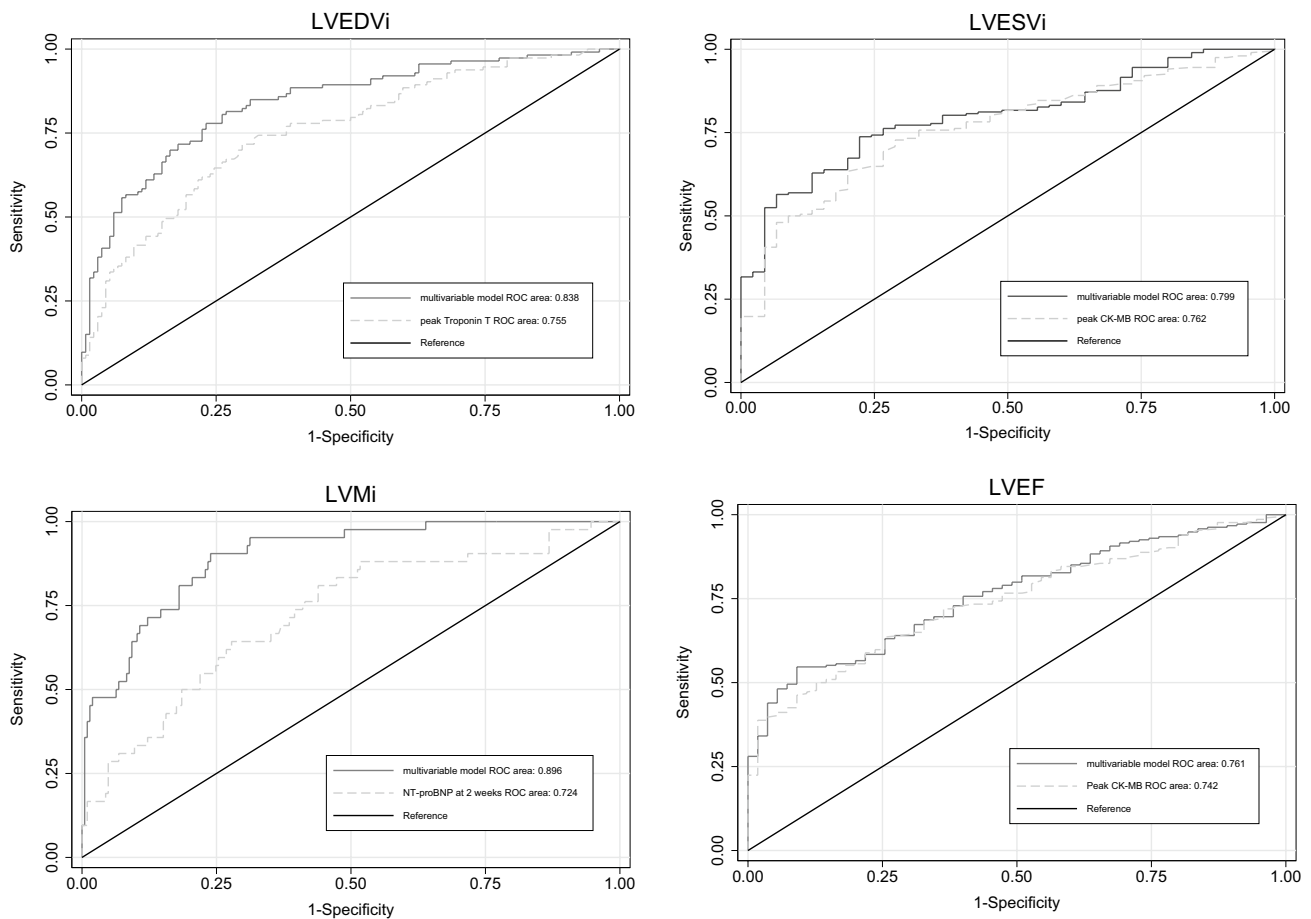 LVEDVi
Sensitivity
1.00
0.75
0.50
0.25
0.00
multivariable model ROC area: 0.838
peak Troponin T ROC area: 0.755
Reference
0.00 0.25 0.50 0.75 1.00
1-Specificity
LVESVi
Sensitivity
1.00
0.75
0.50
0.25
0.00
multivariable model ROC area: 0.799
peak CK-MB ROC area: 0.762
Reference
0.00 0.25 0.50 0.75 1.00
1-Specificity
LVMi
Sensitivity
1.00
0.75
0.50
0.25
0.00
multivariable model ROC area: 0.896
NT-proBNP at 2 weeks ROC area: 0.724
Reference
0.00 0.25 0.50 0.75 1.00
1-Specificity
LVEF
Sensitivity
1.00
0.75
0.50
0.25
0.00
multivariable model ROC area: 0.761
Peak CK-MB ROC area: 0.742
Reference
0.00 0.25 0.50 0.75 1.00
1-Specificity